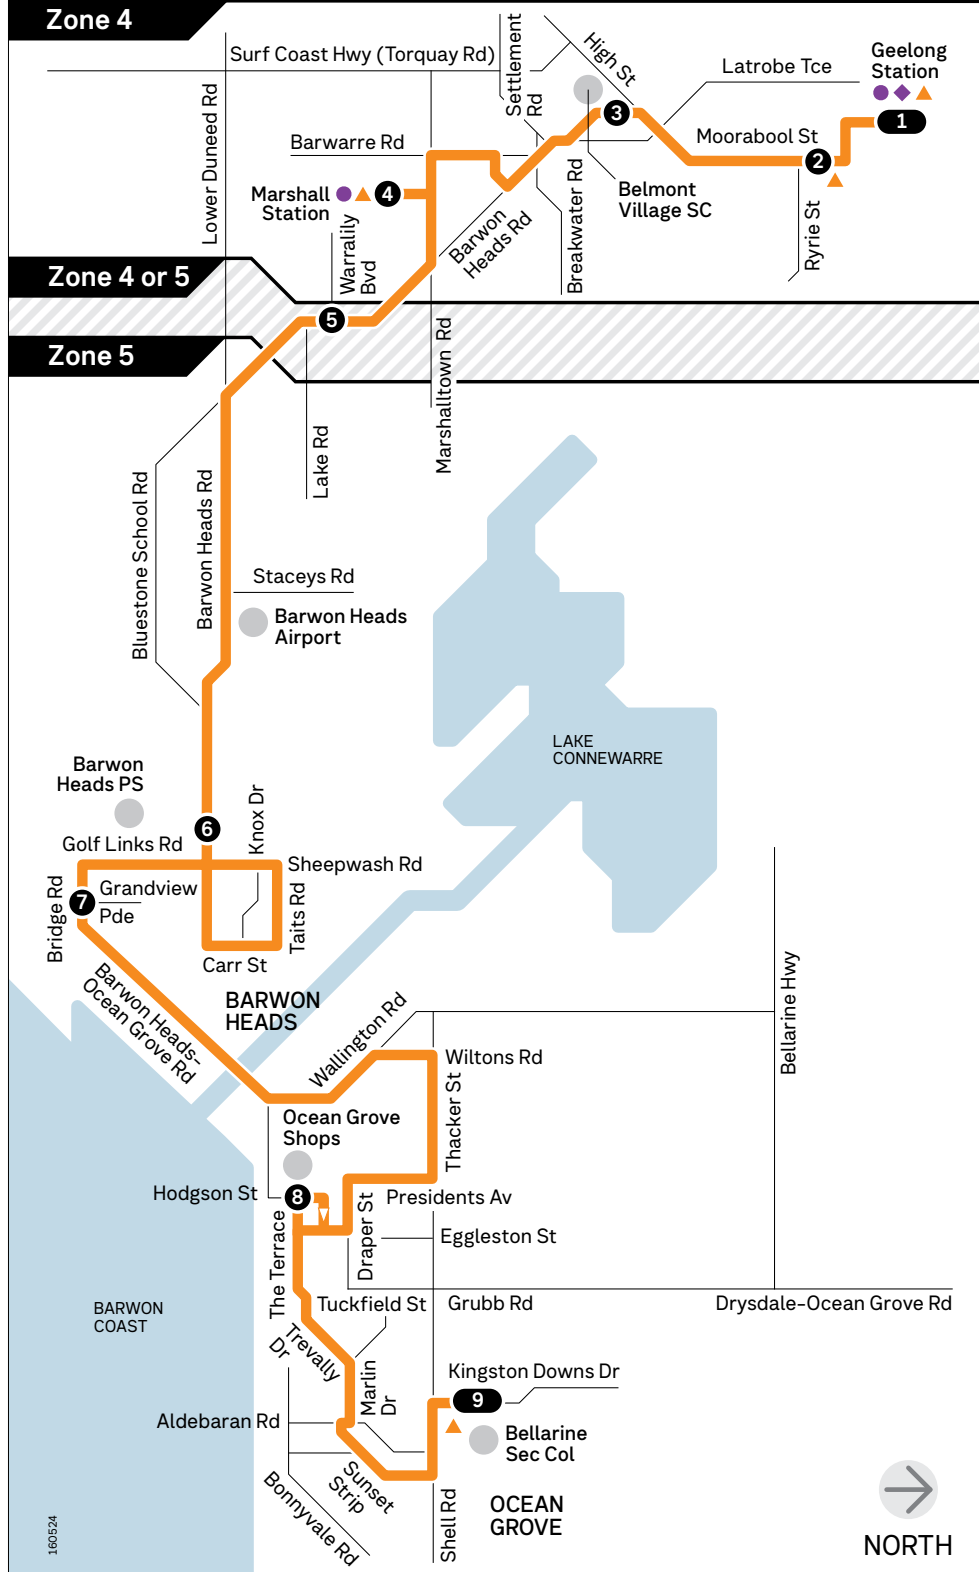 Zone 4
Surf Coast Hwy (Torquay Rd)
Settlement
Rd
High St
Latrobe Tce
Geelong
Station
1
Lower Duneed Rd
Barwarre Rd
3
Moorabool St
2
Marshall
Station
4
Belmont
Village SC
Barwon
Heads Rd
Breakwater Rd
Ryrie St
Warralily
Bvd
Zone 4 or 5
5
Zone 5
Marshalltown Rd
Lake Rd
Bluestone School Rd
Barwon Heads Rd
Staceys Rd
Barwon Heads
Airport
LAKE
CONNEWARRE
Barwon
Heads PS
Knox Dr
6
Golf Links Rd
Sheepwash Rd
Bridge Rd
7
Grandview
Pde
Taits Rd
Carr St
Barwon Heads-
Ocean Grove Rd
BARWON
HEADS
Wallington Rd
Bellarine Hwy
Wiltons Rd
Thacker St
Ocean Grove
Shops
Hodgson St
8
Presidents Av
Draper St
Eggleston St
The Terrace
BARWON
COAST
Tuckfield St
Grubb Rd
Drysdale-Ocean Grove Rd
Trevally
Dr
Marlin
Dr
Kingston Downs Dr
9
Aldebaran Rd
Bellarine
Sec Col
Sunset
Strip
Bonnyvale Rd
Shell Rd
OCEAN
GROVE
160524
NORTH